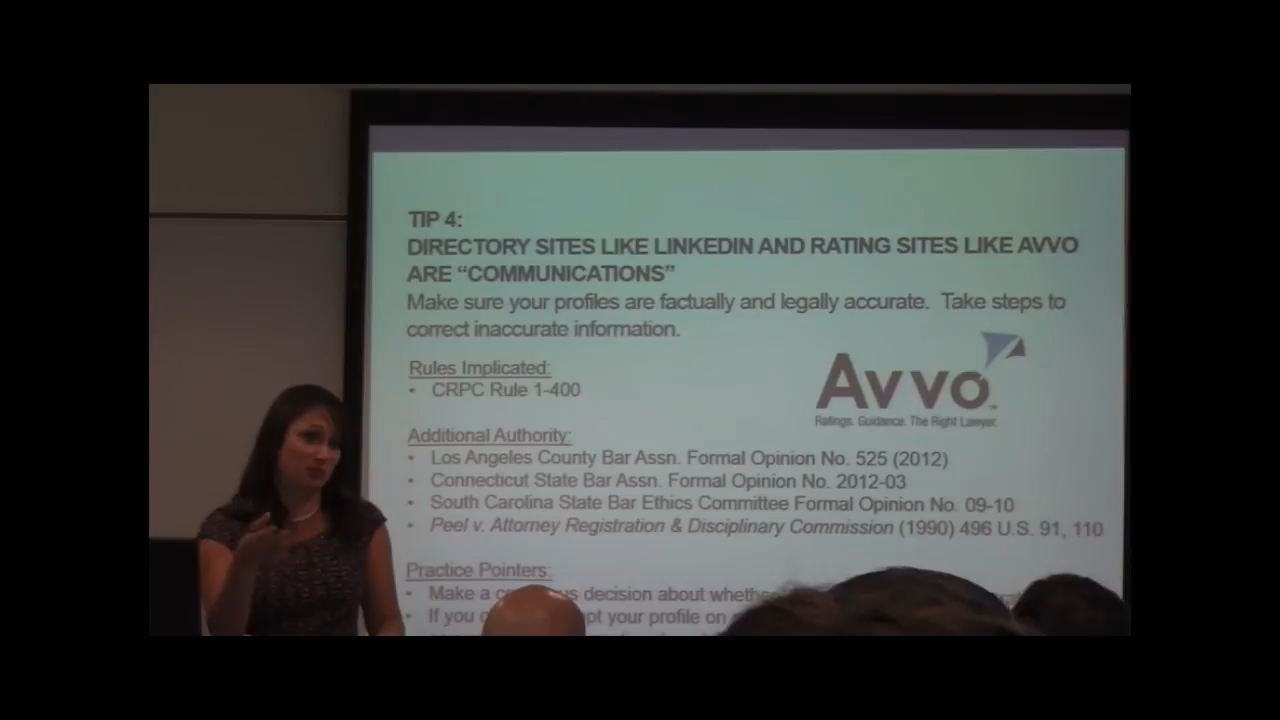 TIP 4:
DIRECTORY SITES LIKE LINKEDIN AND RATING SITES LIKE AVVO
ARE “COMMUNICATIONS”
Make sure your profiles are factually and legally accurate. Take steps to
correct inaccurate information.
Rules Implicated:
• CRPC Rule 1-400
Avvo
Ratings. Guidance. The Right Lawyer.
Additional Authority:
• Los Angeles County Bar Assn. Formal Opinion No. 525 (2012)
• Connecticut State Bar Assn. Formal Opinion No. 2012-03
• South Carolina State Bar Ethics Committee Formal Opinion No. 09-10
• Peel v. Attorney Registration & Disciplinary Commission (1990) 496 U.S. 91, 110
Practice Pointers:
• Make a decision about
• If you your profile on